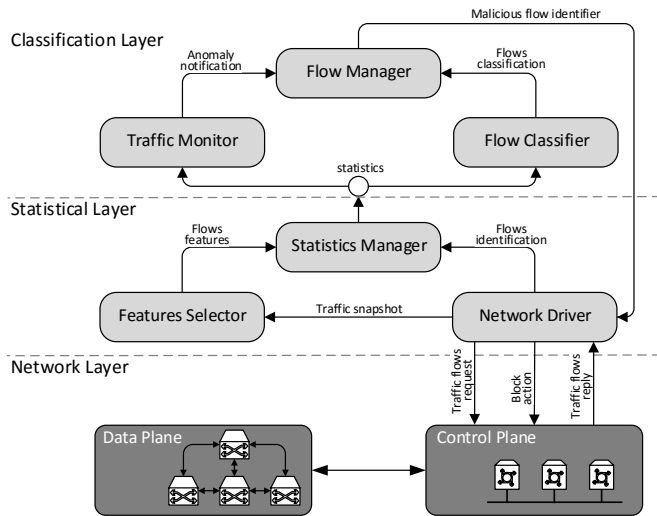 Malicious flow identifier
Classification Layer
Anomaly
notification
Flow Manager
Flows
classification
Traffic Monitor
Flow Classifier
statistics
Statistical Layer
Flows
features
Statistics Manager
Flows
identification
Features Selector
Traffic snapshot
Network Driver
Network Layer
Traffic flows
request
Block
action
Traffic flows
reply
Data Plane
Control Plane